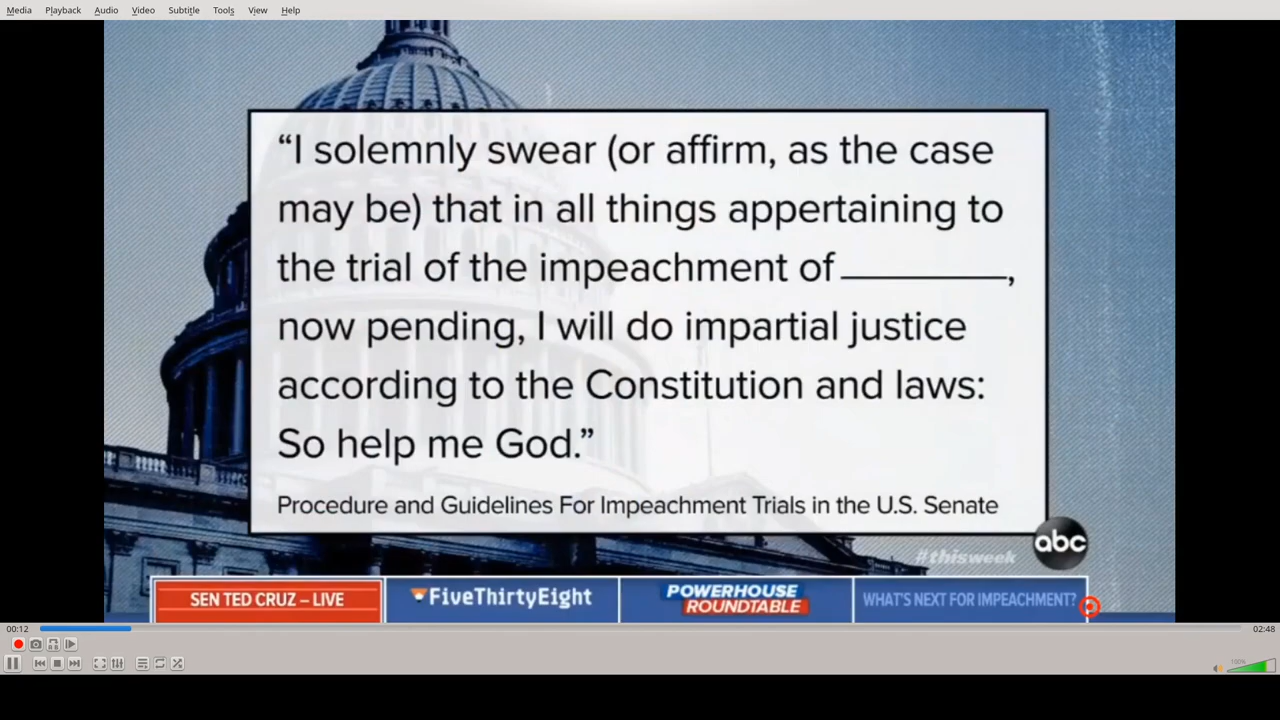 Media Playback Audio Video Subtitle Tools View Help
“I solemnly swear (or affirm, as the case
may be) that in all things appertaining to
the trial of the impeachment of __________,
now pending, I will do impartial justice
according to the Constitution and laws:
So help me God.”
Procedure and Guidelines For Impeachment Trials in the U.S. Senate
abc
#thisweek
SEN TED CRUZ – LIVE FiveThirtyEight POWERHOUSE ROUNDTABLE WHAT'S NEXT FOR IMPEACHMENT?
00:12 02:48
100%